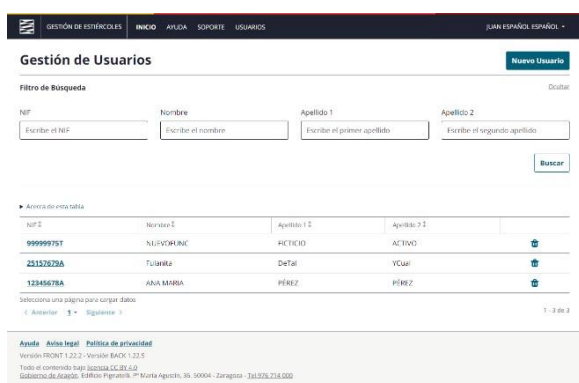 GESTIÓN DE ESTIÉRCOLES INICIO AYUDA SOPORTE USUARIOS JUAN ESPAÑOL ESPAÑOL
Gestión de Usuarios Nuevo Usuario
Filtro de Búsqueda Ocultar
NIF Nombre Apellido 1 Apellido 2
Escribe el NIF Escribe el nombre Escribe el primer apellido Escribe el segundo apellido
Buscar
Acerca de esta tabla
NIF Nombre Apellido 1 Apellido 2
99999975T NUEVOFUNC FICTICIO ACTIVO
25157679A Fulanita DeTal YCual
12345678A ANA MARIA PÉREZ PÉREZ
Selecciona una página para cargar datos
< Anterior 1 Siguiente > 1 - 3 de 3
Ayuda Aviso legal Política de privacidad
Versión FRONT 1.22.2 - Versión BACK 1.22.5
Todo el contenido bajo licencia CC BY 4.0
Gobierno de Aragón. Edificio Pignatelli. Pº María Agustín, 36. 50004 - Zaragoza - Tel.976 714 000